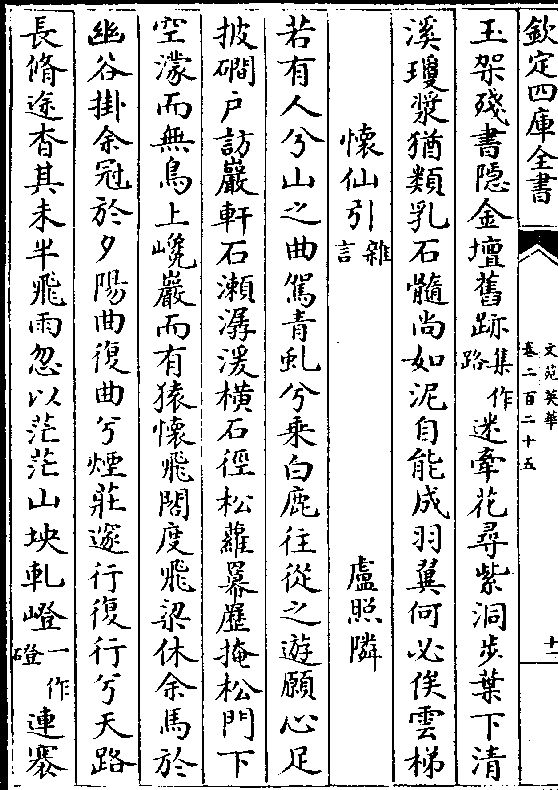 欽定四庫全書
文苑英華
卷二百二十五
十一
玉架殘書隱金壇舊跡集作路迷牽花尋紫洞步葉下清
溪瓊漿猶類乳石髓尚如泥自能成羽翼何必俟雲梯
懷仙引雜言 盧照隣
若有人兮山之曲駕青虬兮乗白鹿往從之遊願心足
披磵户訪巖軒石瀨潺湲橫石徑松蘿羃䍥掩松門下
空濛而無鳥上巉巖而有猿懷飛閣度飛梁休余馬於
幽谷掛余冠於夕陽曲復曲兮煙莊邃行復行兮天路
長脩途杳其未半飛雨忽以茫茫山坱軋嶝一作磴連褰